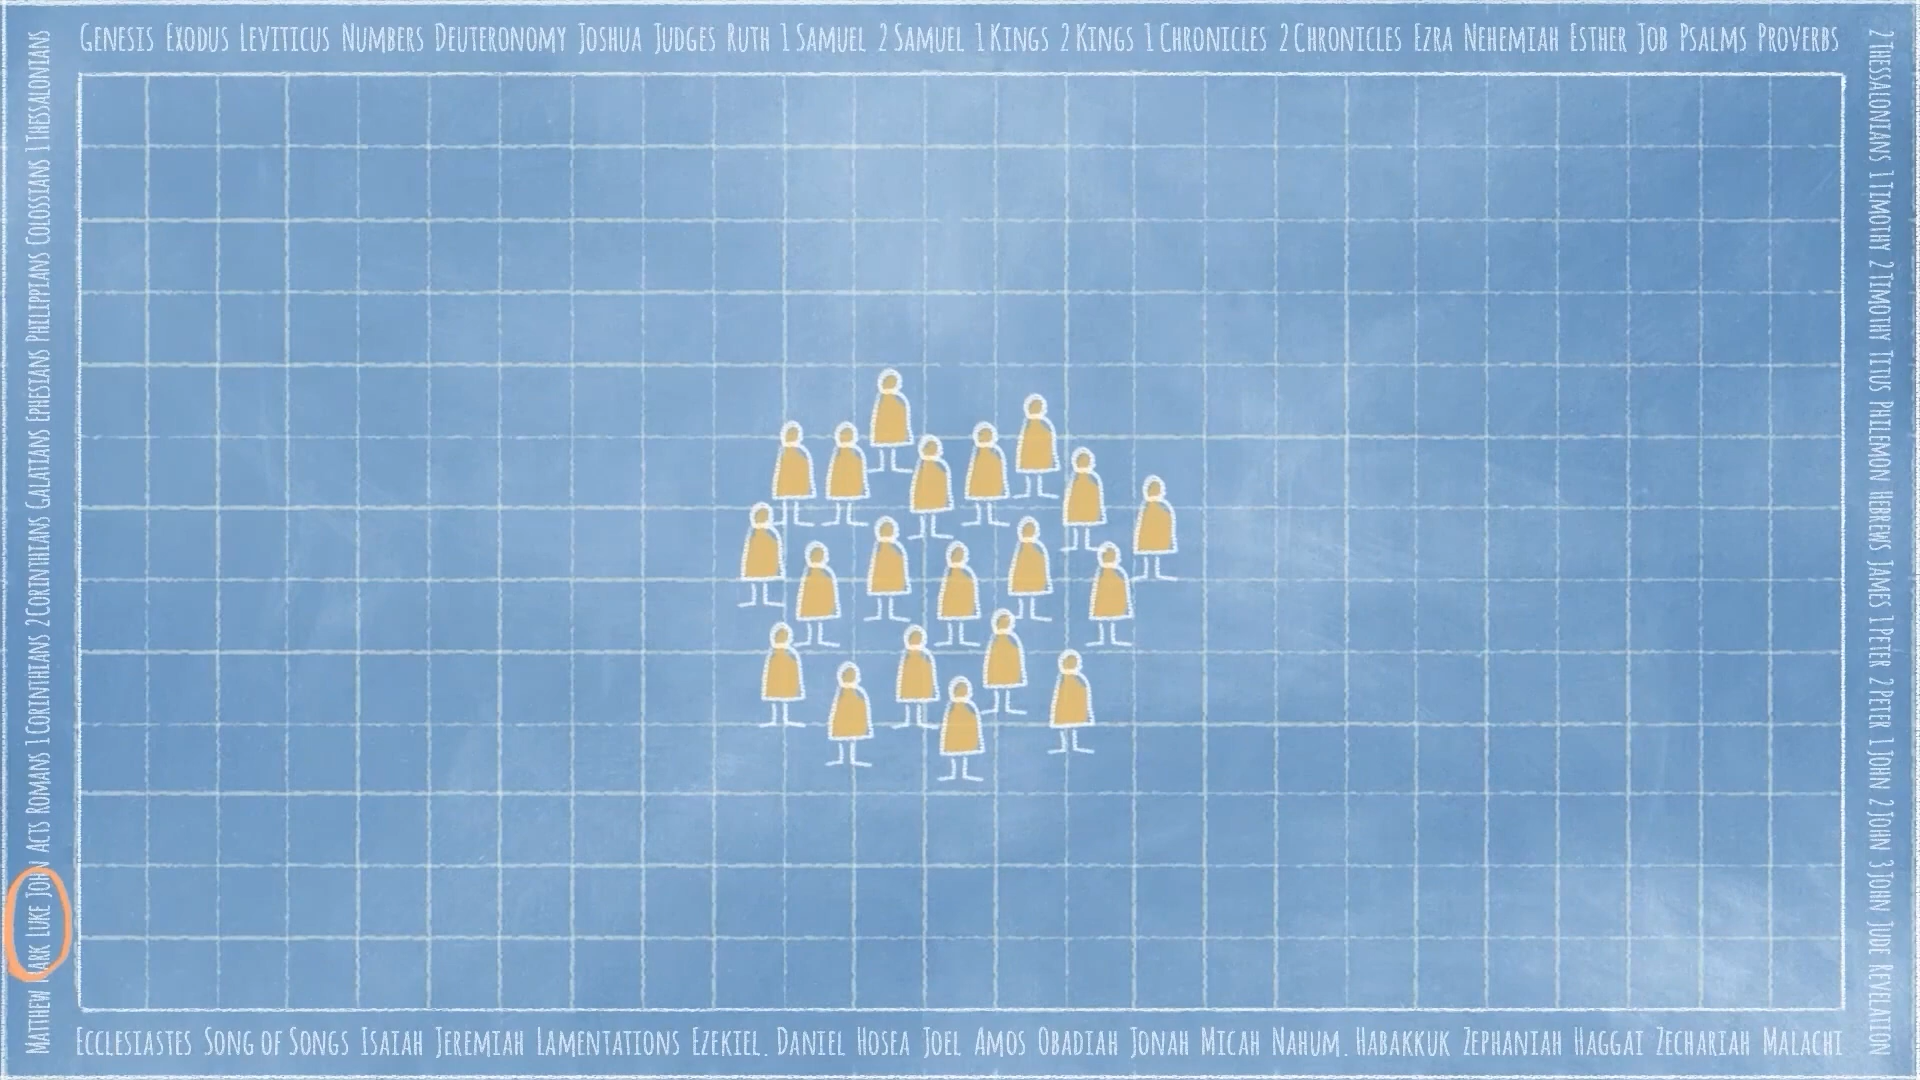 Genesis Exodus Leviticus Numbers Deuteronomy Joshua Judges Ruth 1 Samuel 2 Samuel 1 Kings 2 Kings 1 Chronicles 2 Chronicles Ezra Nehemiah Esther Job Psalms Proverbs
Ecclesiastes Song of Songs Isaiah Jeremiah Lamentations Ezekiel. Daniel Hosea Joel Amos Obadiah Jonah Micah Nahum. Habakkuk Zephaniah Haggai Zechariah Malachi
Matthew Mark Luke John Acts Romans 1 Corinthians 2 Corinthians Galatians Ephesians Philippians Colossians 1 Thessalonians
2 Thessalonians 1 Timothy 2 Timothy Titus Philemon Hebrews James 1 Peter 2 Peter 1 John 2 John 3 John Jude Revelation